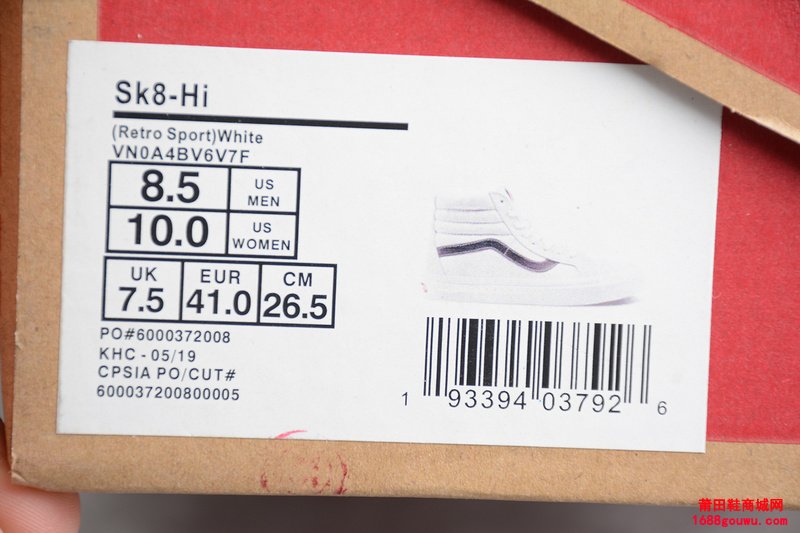 Sk8-Hi
(Retro Sport)White
VN0A4BV6V7F
8.5 US MEN
10.0 US WOMEN
UK EUR CM
7.5 41.0 26.5
PO#6000372008
KHC - 05/19
CPSIA PO/CUT#
600037200800005
1 93394 03792 6
莆田鞋商城网
1688gouwu.com